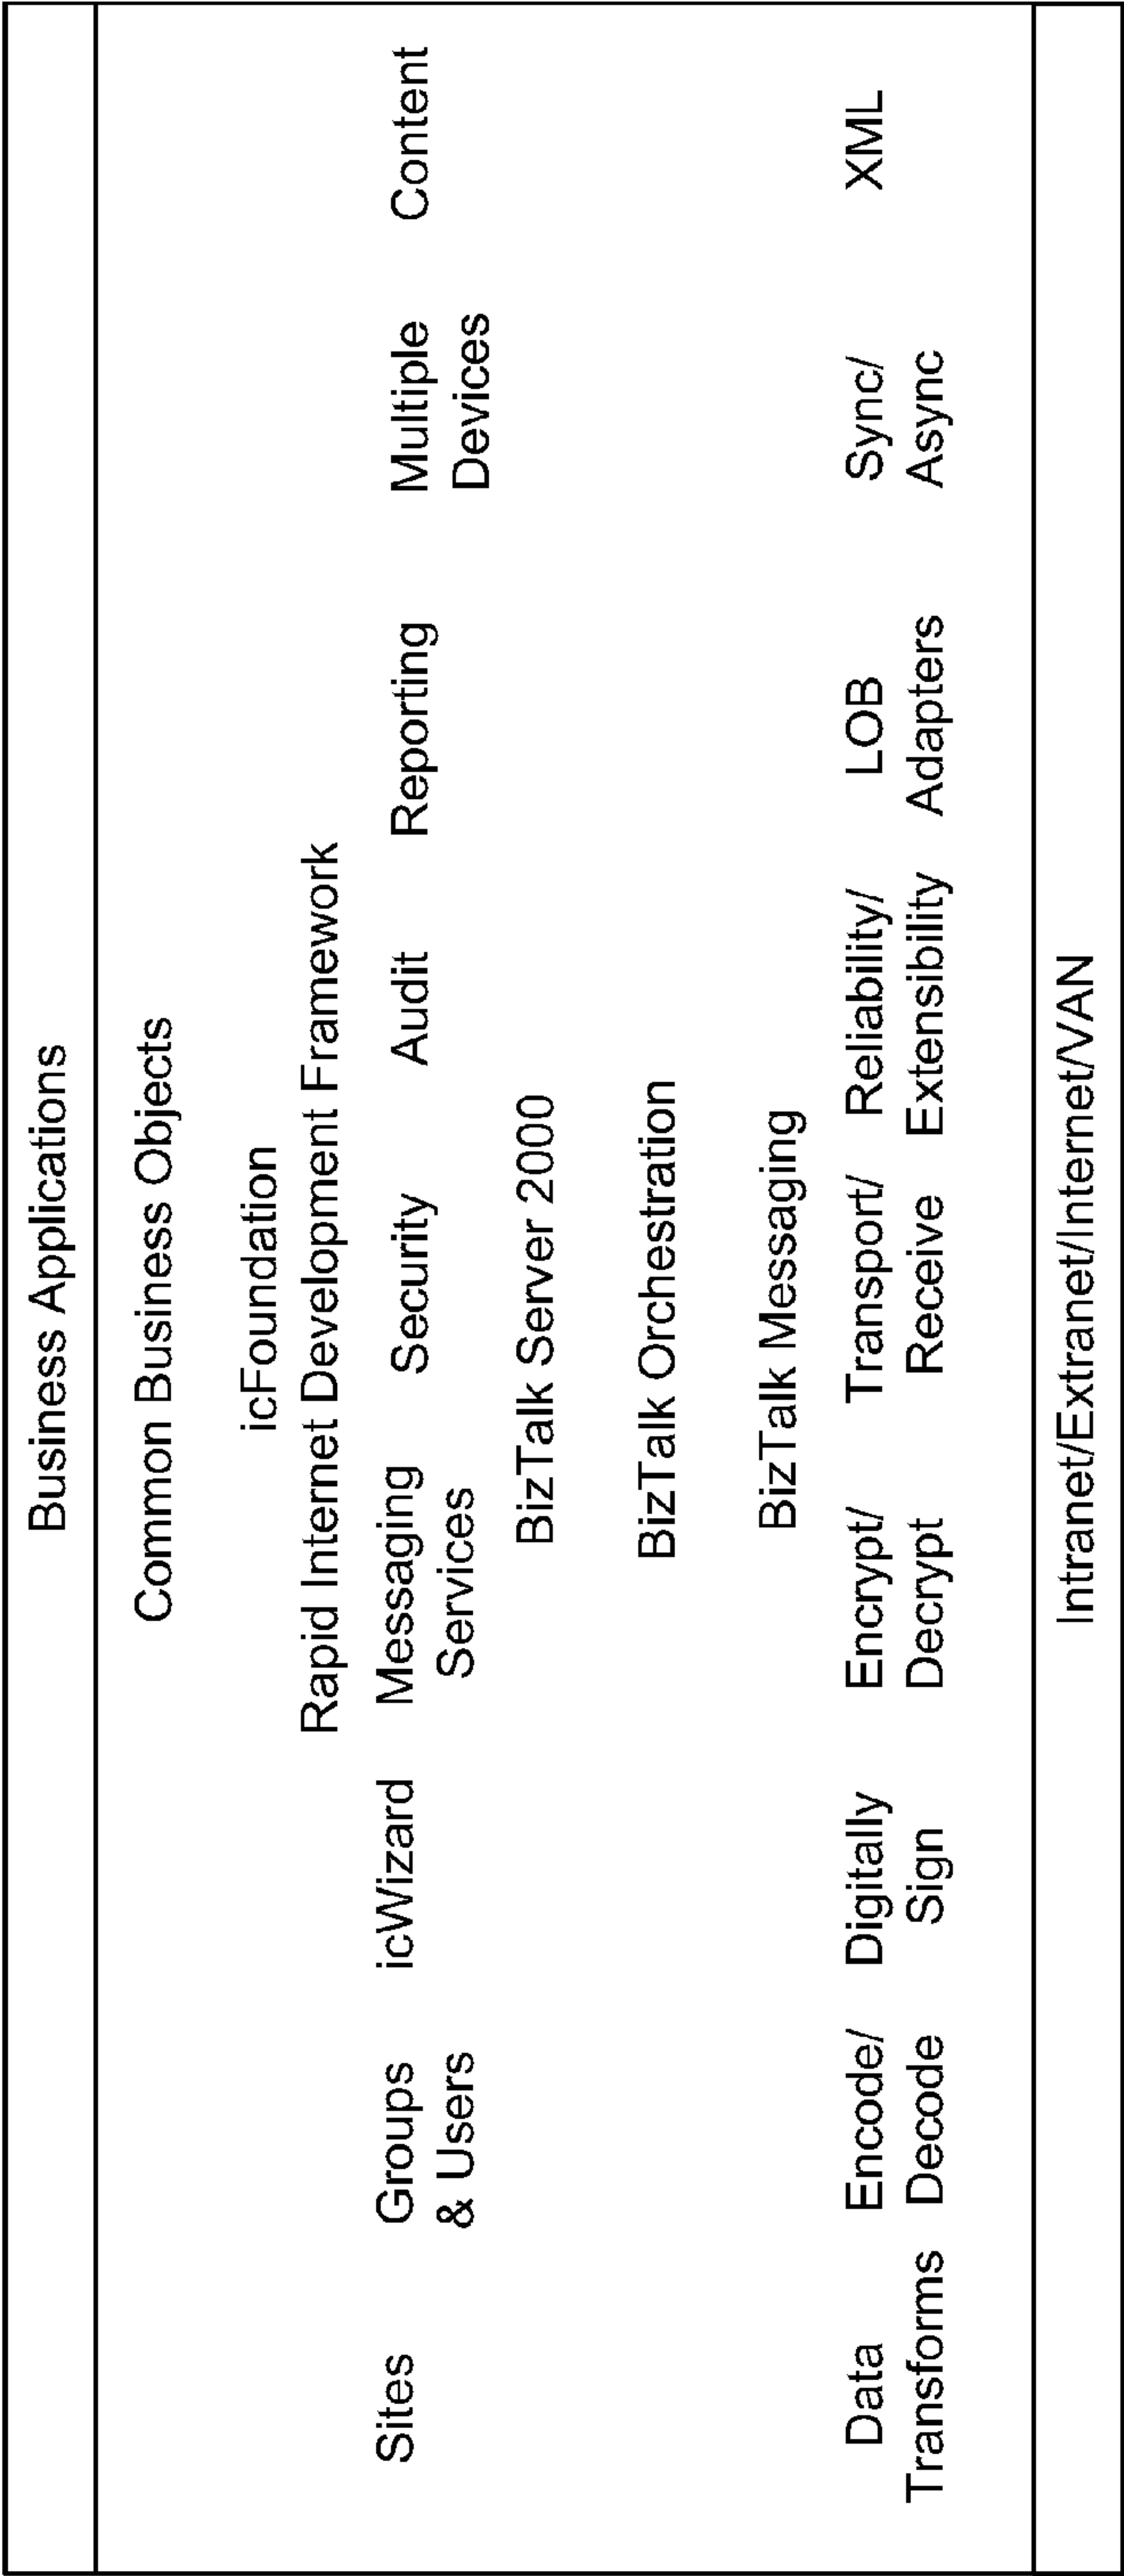 Business Applications
Common Business Objects
icFoundation
Rapid Internet Development Framework
Sites Groups icWizard Messaging Security Audit Reporting Multiple Content
& Users Services Devices
BizTalk Server 2000
BizTalk Orchestration
BizTalk Messaging
Data Encode/ Digitally Encrypt/ Transport/ Reliability/ LOB Sync/ XML
Transforms Decode Sign Decrypt Receive Extensibility Adapters Async
Intranet/Extranet/Internet/VAN